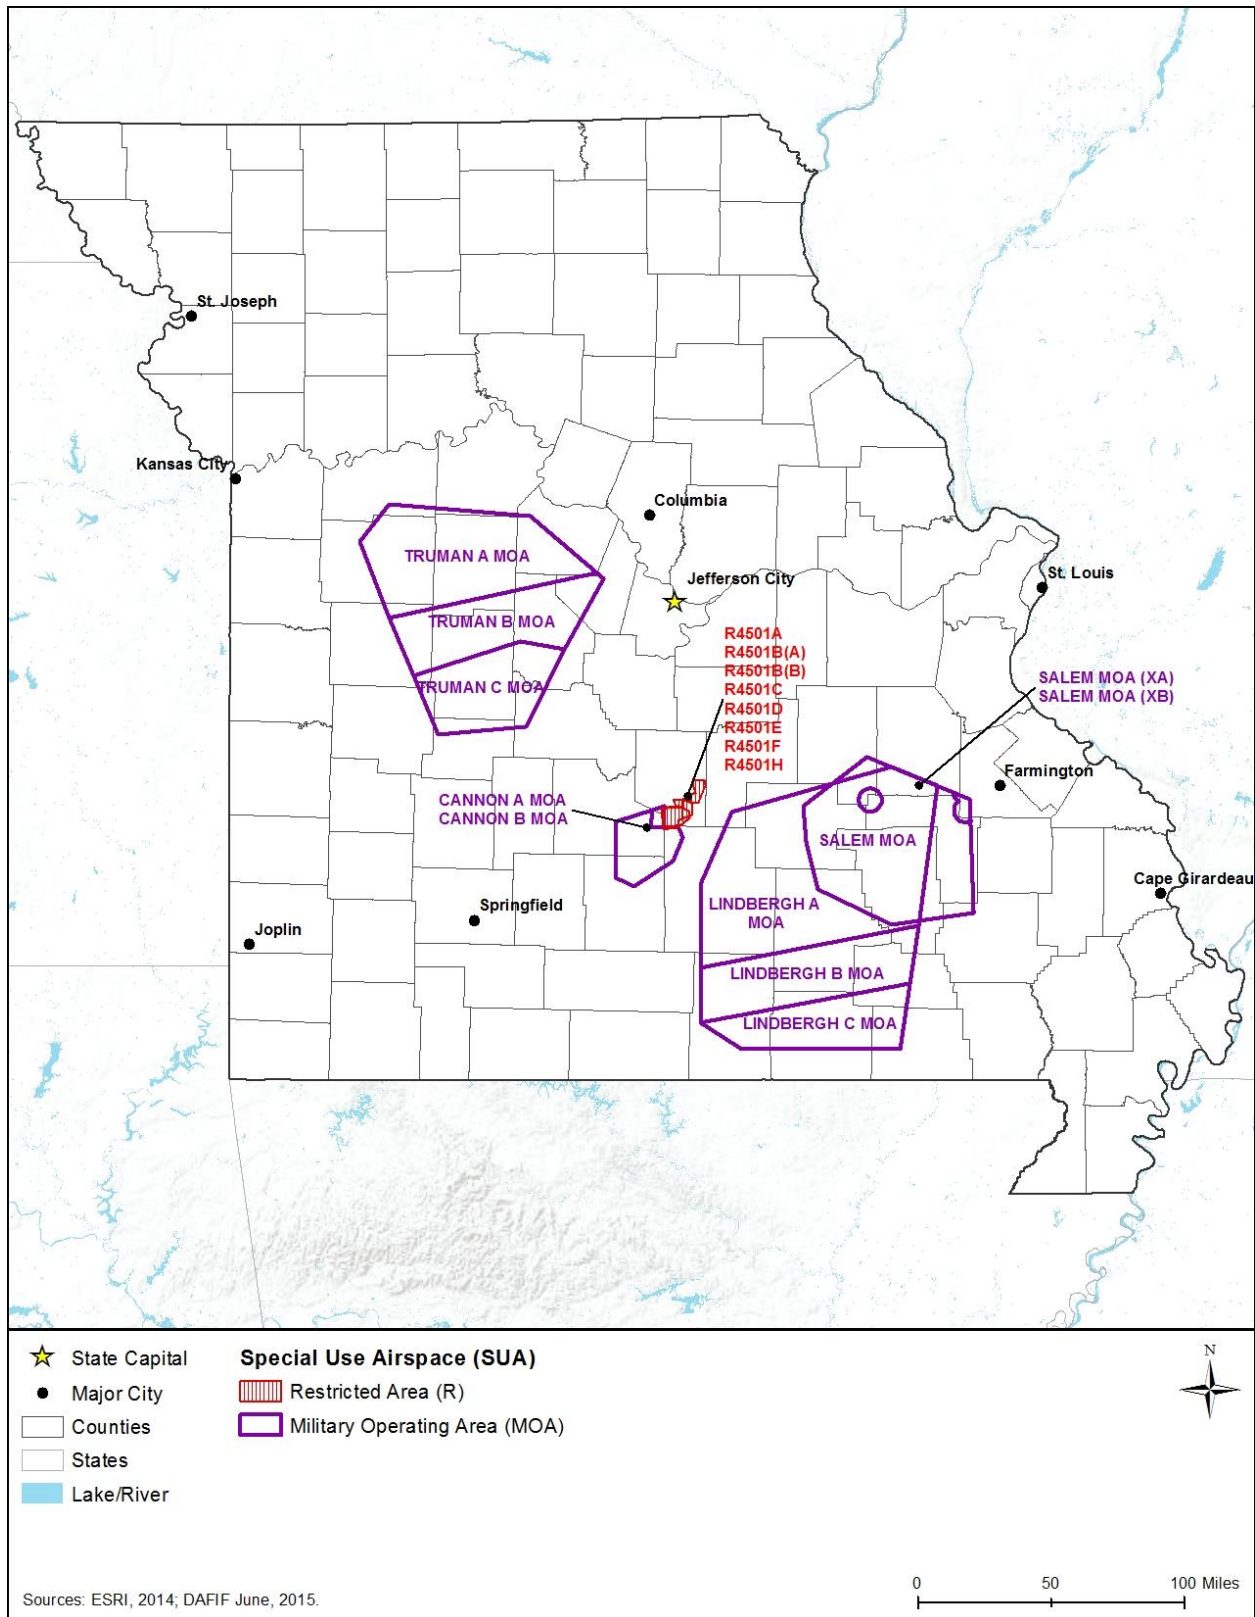 St. Joseph
Kansas City
Columbia
TRUMAN A MOA
Jefferson City
St. Louis
TRUMAN B MOA
R4501A
R4501B(A)
R4501B(B)
R4501C
R4501D
R4501E
R4501F
R4501H
SALEM MOA (XA)
SALEM MOA (XB)
TRUMAN C MOA
Farmington
CANNON A MOA
CANNON B MOA
SALEM MOA
Cape Girardeau
Springfield
LINDBERGH A
MOA
Joplin
LINDBERGH B MOA
LINDBERGH C MOA
State Capital
Major City
Counties
States
Lake/River
Special Use Airspace (SUA)
Restricted Area (R)
Military Operating Area (MOA)
N
0 50 100 Miles
Sources: ESRI, 2014; DAFIF June, 2015.